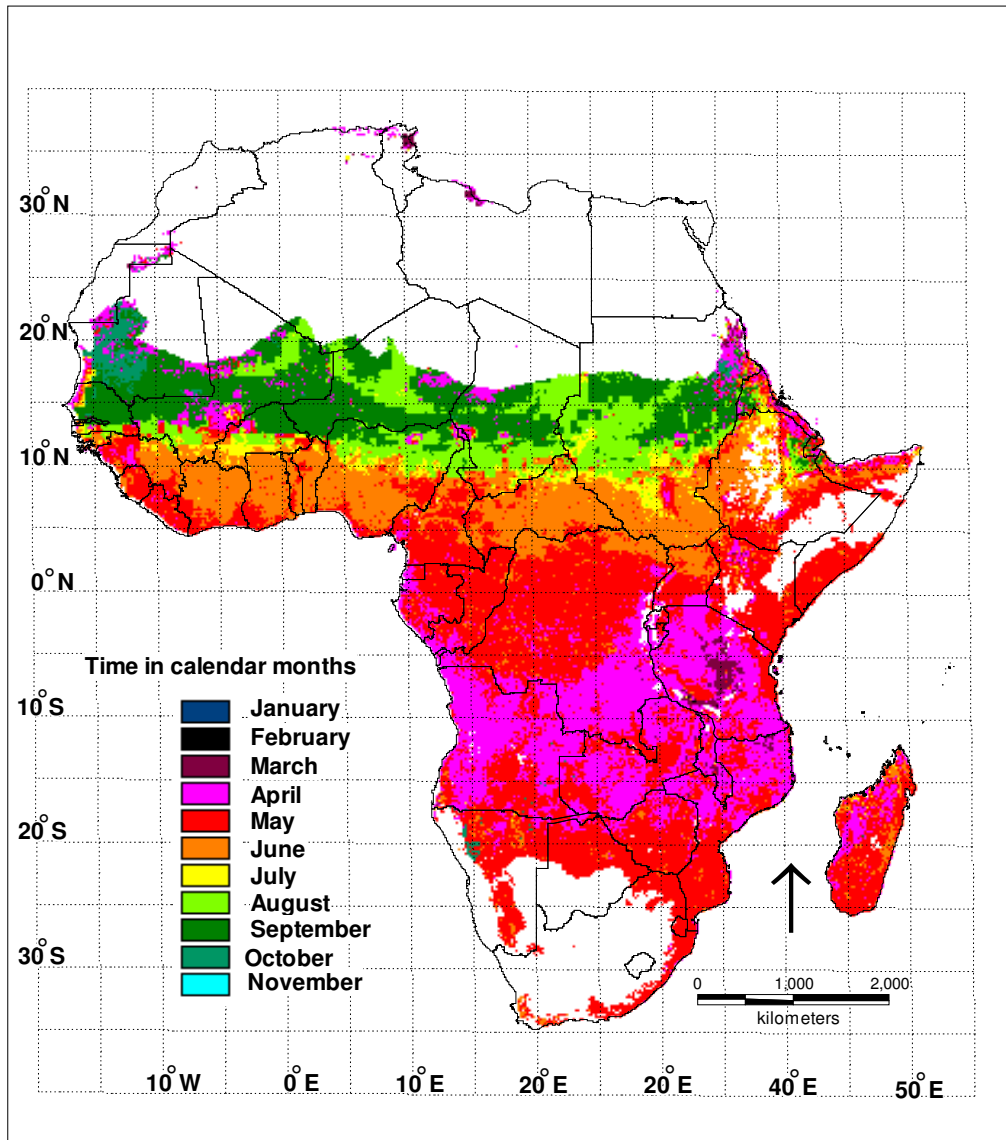 30° N
20° N
10° N
0° N
Time in calendar months
January
February
March
April
May
June
July
August
September
October
November
10° S
20° S
30° S
0 1,000 2,000
kilometers
10° W 0° E 10° E 20° E 20° E 40° E 50° E